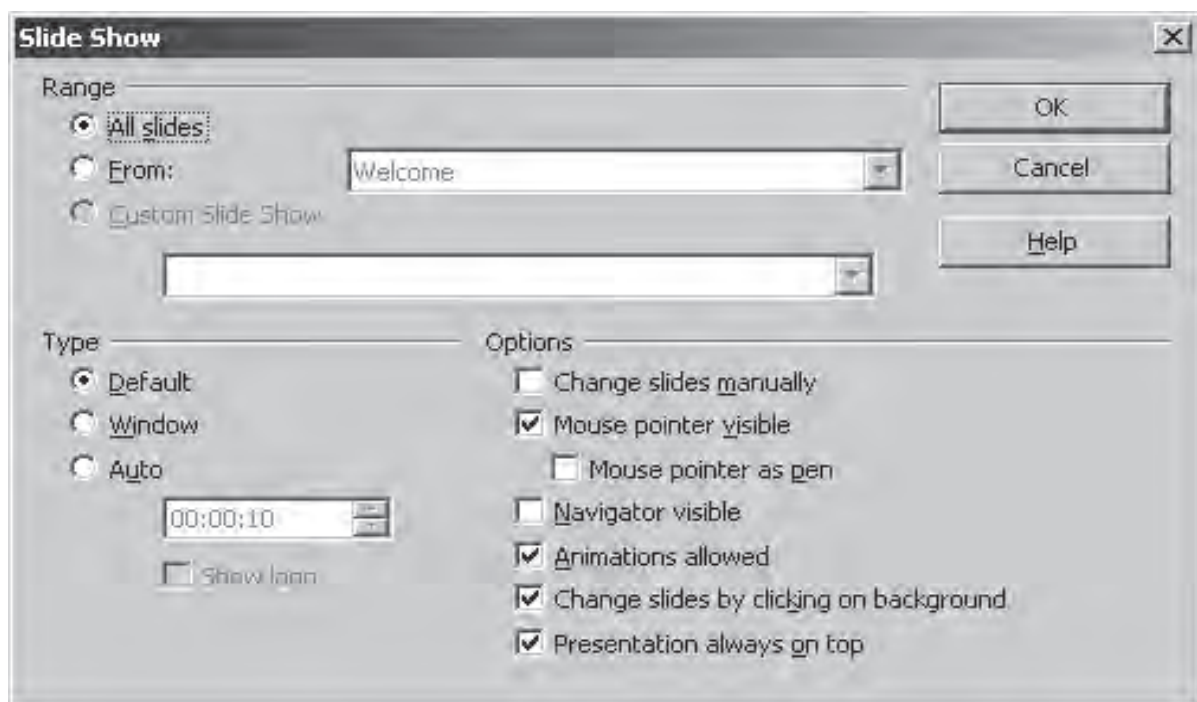 Slide Show
Range
OK
All slides
From:
Welcome
Cancel
Custom Slide Show
Help
Type
Options
Default
Change slides manually
Window
Mouse pointer visible
Auto
Mouse pointer as pen
00:00:10
Navigator visible
Animations allowed
Show logo
Change slides by clicking on background
Presentation always on top